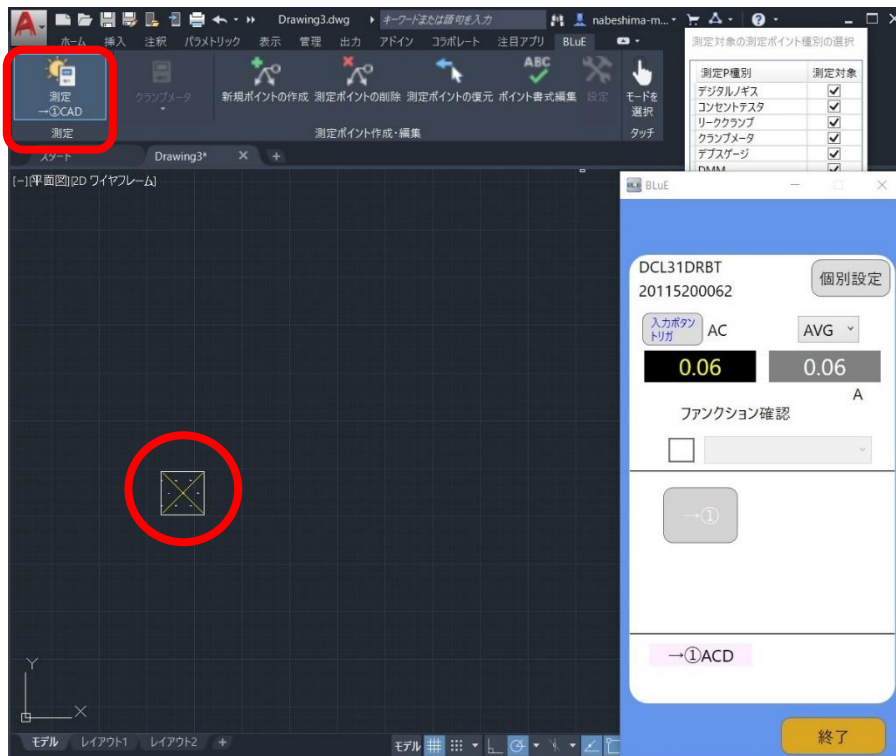 A
Drawing3.dwg
キーワードまたは語句を入力
nabeshima-m...
ホーム 挿入 注釈 パラメトリック 表示 管理 出力 アドイン コラボレート 注目アプリ BLuE
測定
→①CAD
測定
クランプメータ
新規ポイントの作成 測定ポイントの削除 測定ポイントの復元 ポイント書式編集
ABC
設定
測定ポイント作成・編集
モードを
選択
タッチ
測定対象の測定ポイント種別の選択
測定P種別 測定対象
デジタルノギス
コンセントテスタ
リーククランプ
クランプメータ
デプスゲージ
DMM
スタート Drawing3* × +
[-][平面図][2D ワイヤフレーム]
BLuE
DCL31DRBT
20115200062
個別設定
入力ボタン
トリガ
AC
AVG
0.06 0.06
A
ファンクション確認
→①
→①ACD
終了
Y
X
モデル レイアウト1 レイアウト2 +
モデル